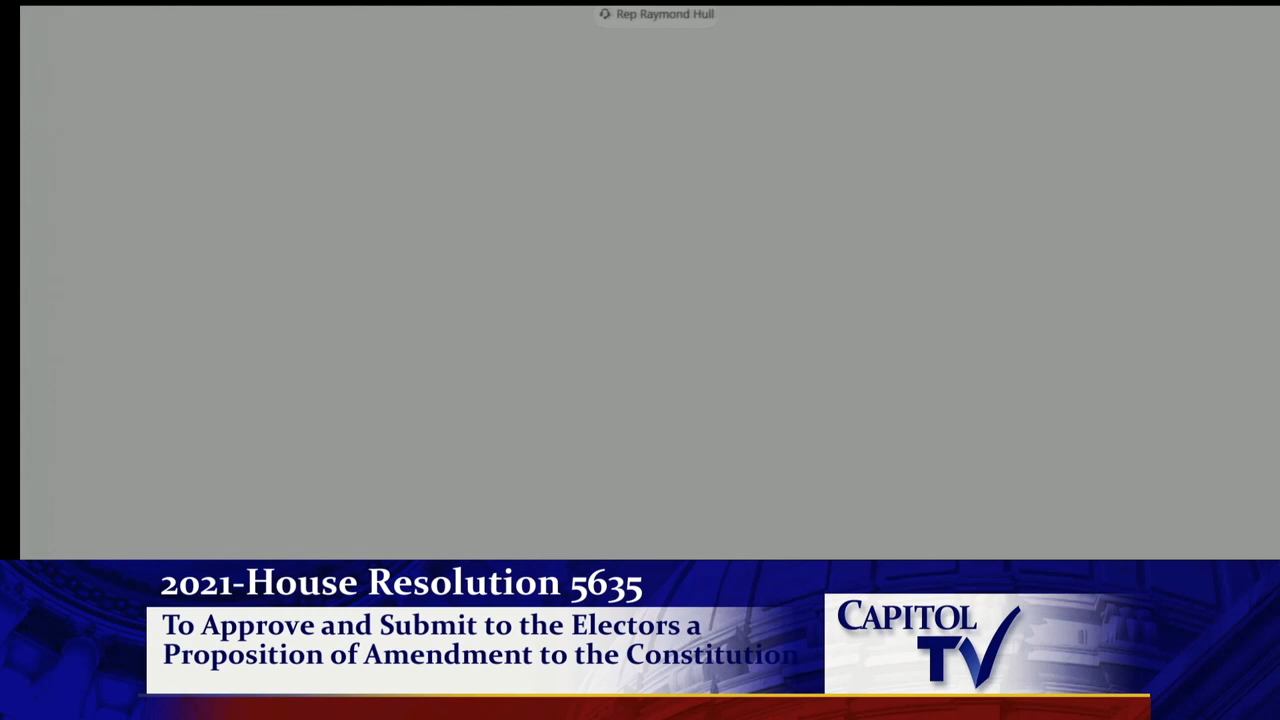 Rep Raymond Hull
2021-House Resolution 5635
To Approve and Submit to the Electors a
Proposition of Amendment to the Constitution
CAPITOL
TV